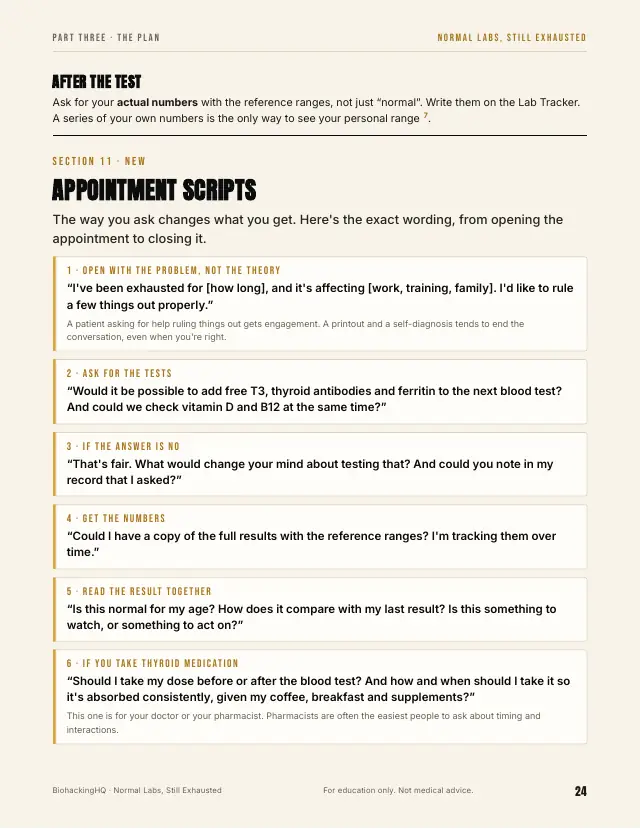 PART THREE · THE PLAN
NORMAL LABS, STILL EXHAUSTED
AFTER THE TEST
Ask for your actual numbers with the reference ranges, not just “normal”. Write them on the Lab Tracker.
A series of your own numbers is the only way to see your personal range 7.
SECTION 11 · NEW
APPOINTMENT SCRIPTS
The way you ask changes what you get. Here's the exact wording, from opening the
appointment to closing it.
1 · OPEN WITH THE PROBLEM, NOT THE THEORY
“I've been exhausted for [how long], and it's affecting [work, training, family]. I'd like to rule
a few things out properly.”
A patient asking for help ruling things out gets engagement. A printout and a self-diagnosis tends to end the
conversation, even when you're right.
2 · ASK FOR THE TESTS
“Would it be possible to add free T3, thyroid antibodies and ferritin to the next blood test?
And could we check vitamin D and B12 at the same time?”
3 · IF THE ANSWER IS NO
“That's fair. What would change your mind about testing that? And could you note in my
record that I asked?”
4 · GET THE NUMBERS
“Could I have a copy of the full results with the reference ranges? I'm tracking them over
time.”
5 · READ THE RESULT TOGETHER
“Is this normal for my age? How does it compare with my last result? Is this something to
watch, or something to act on?”
6 · IF YOU TAKE THYROID MEDICATION
“Should I take my dose before or after the blood test? And how and when should I take it so
it's absorbed consistently, given my coffee, breakfast and supplements?”
This one is for your doctor or your pharmacist. Pharmacists are often the easiest people to ask about timing and
interactions.
BiohackingHQ · Normal Labs, Still Exhausted
For education only. Not medical advice.
24